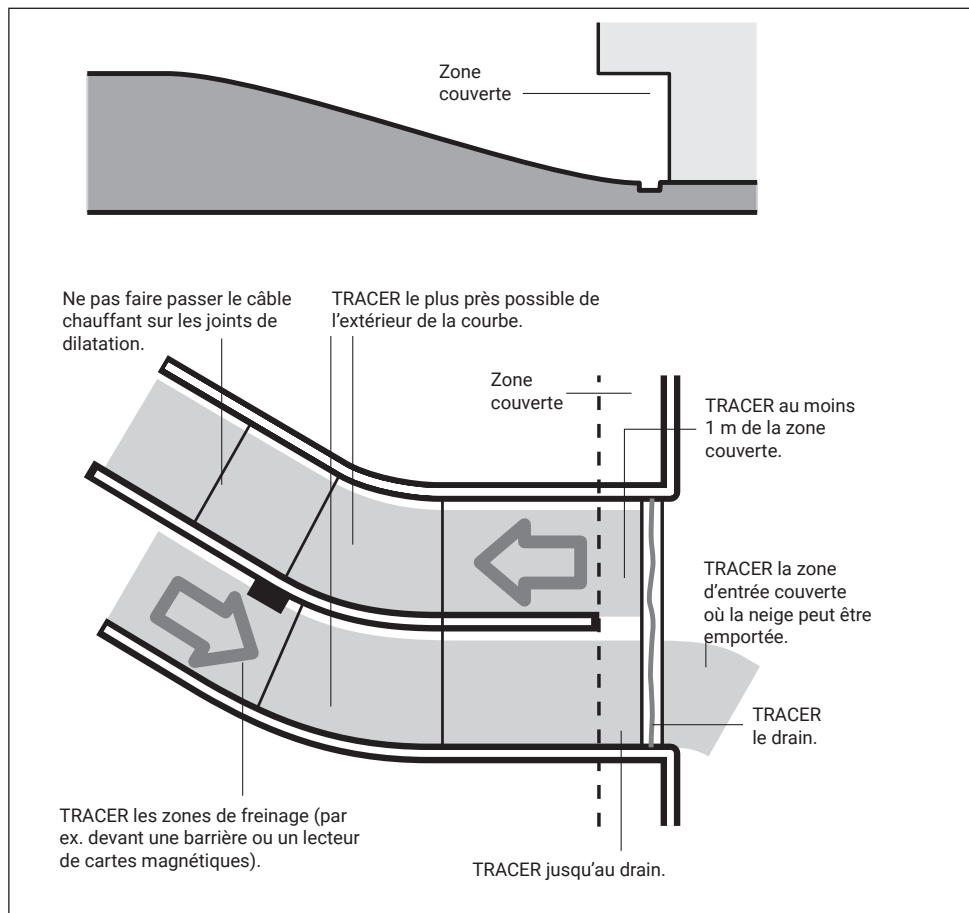 Zone
couverte
Ne pas faire passer le câble
chauffant sur les joints de
dilatation.
TRACER le plus près possible de
l'extérieur de la courbe.
Zone
couverte
TRACER au moins
1 m de la zone
couverte.
TRACER la zone
d'entrée couverte
où la neige peut être
emportée.
TRACER
le drain.
TRACER les zones de freinage (par
ex. devant une barrière ou un lecteur
de cartes magnétiques).
TRACER jusqu'au drain.